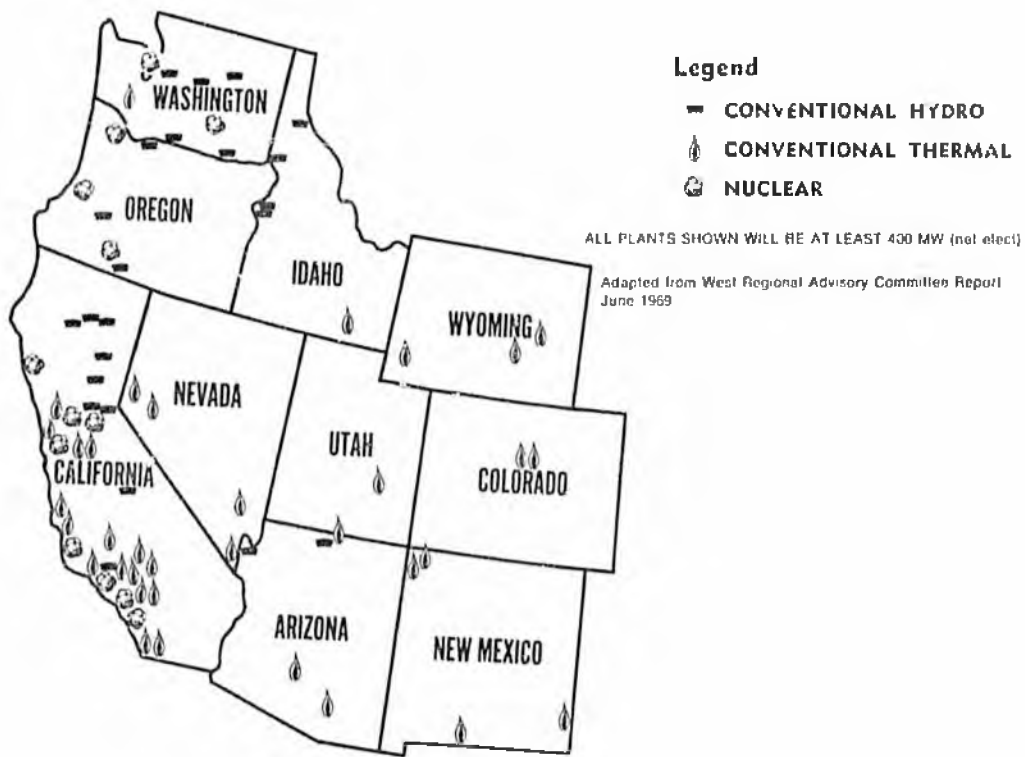 Legend
CONVENTIONAL HYDRO
CONVENTIONAL THERMAL
NUCLEAR
ALL PLANTS SHOWN WILL BE AT LEAST 400 MW (net elect)
Adapted from West Regional Advisory Committee Report
June 1969
WASHINGTON
OREGON
IDAHO
WYOMING
NEVADA
UTAH
COLORADO
CALIFORNIA
ARIZONA
NEW MEXICO